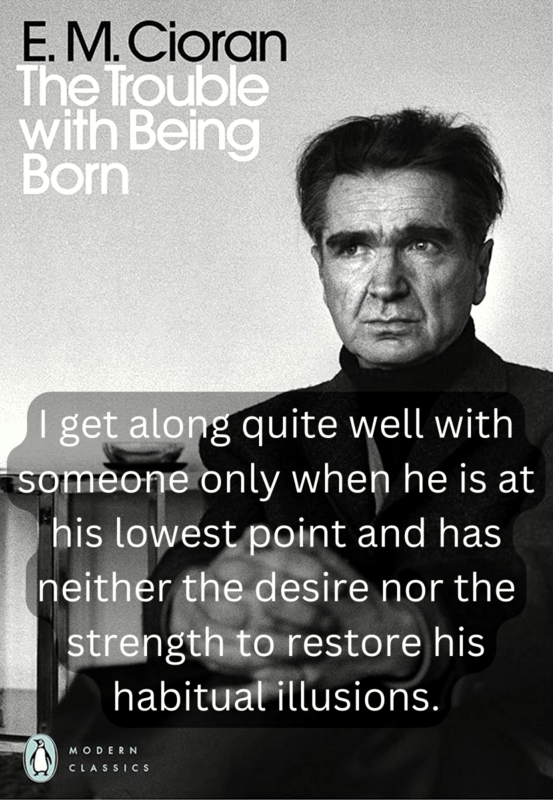 E. M. Cioran
The Trouble
with Being
Born
I get along quite well with
someone only when he is at
his lowest point and has
neither the desire nor the
strength to restore his
habitual illusions.
MODERN
CLASSICS